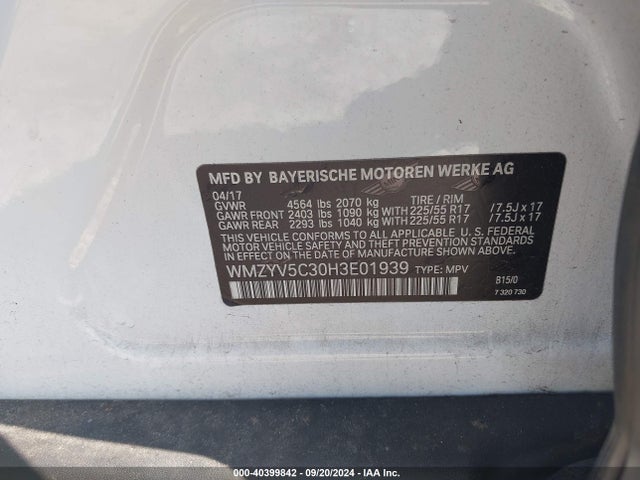 MFD BY BAYERISCHE MOTOREN WERKE AG
04/17
GVWR 4564 lbs 2070 kg TIRE / RIM
GAWR FRONT 2403 lbs 1090 kg WITH 225/55 R17 /7.5J x 17
GAWR REAR 2293 lbs 1040 kg WITH 225/55 R17 /7.5J x 17
THIS VEHICLE CONFORMS TO ALL APPLICABLE U. S. FEDERAL
MOTOR VEHICLE SAFETY AND THEFT PREVENTION STANDARDS
IN EFFECT ON THE DATE OF MANUFACTURE SHOWN ABOVE.
WMZYV5C30H3E01939 TYPE: MPV
B15/0
7 320 730
000-40399842 - 09/20/2024 - IAA Inc.